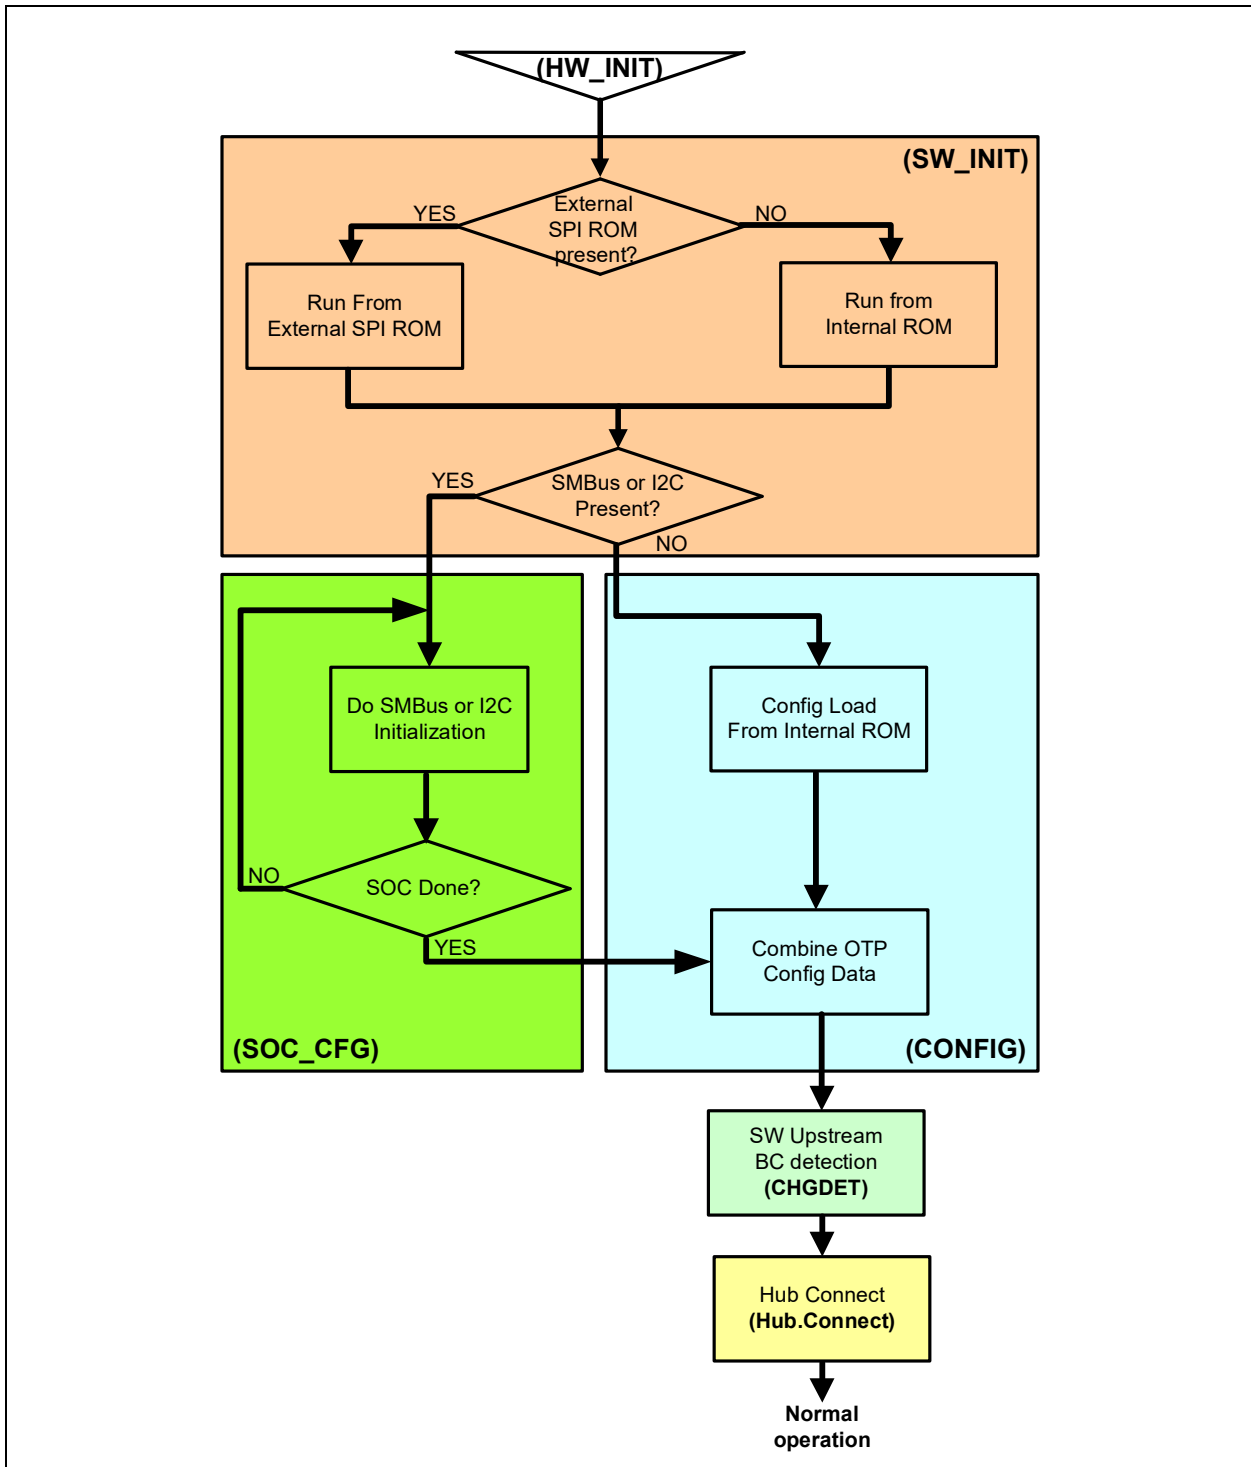 (HW_INIT)
(SW_INIT)
External
SPI ROM
present?
YES
NO
Run From
External SPI ROM
Run from
Internal ROM
SMBus or I2C
Present?
YES
NO
Do SMBus or I2C
Initialization
Config Load
From Internal ROM
SOC Done?
NO
YES
Combine OTP
Config Data
(SOC_CFG)
(CONFIG)
SW Upstream
BC detection
(CHGDET)
Hub Connect
(Hub.Connect)
Normal
operation